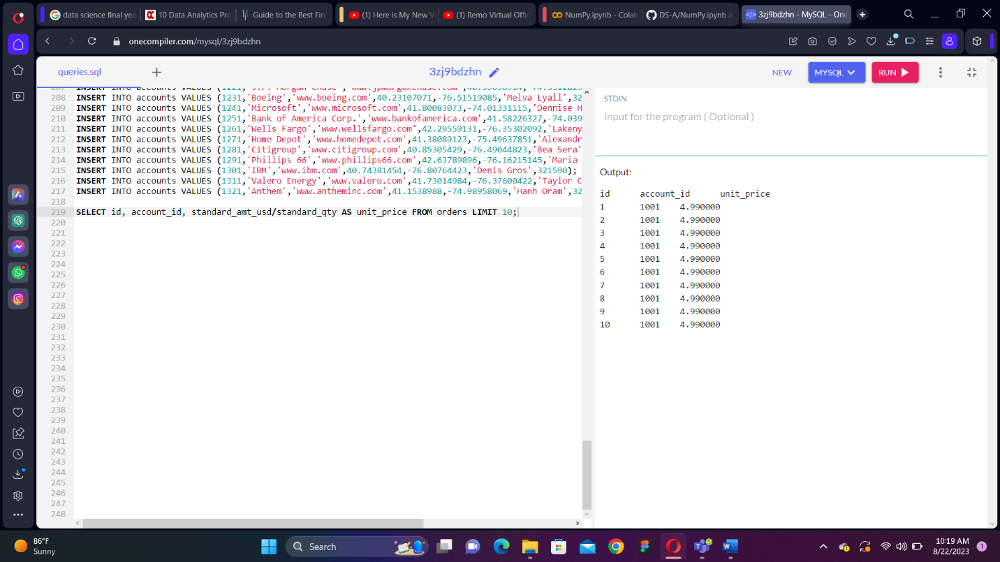 data science final yea
10 Data Analytics Pro
Guide to the Best Fin
(1) Here is My New V
(1) Remo Virtual Offic
NumPy.ipynb - Colab
DS-A/NumPy.ipynb a
3zj9bdzhn - MySQL - One
onecompiler.com/mysql/3zj9bdzhn
queries.sql
3zj9bdzhn
NEW
MYSQL
RUN
208 INSERT INTO accounts VALUES (1231,'Boeing','www.boeing.com',40.23107071,-76.51519085,'Melva Lyall',32
209 INSERT INTO accounts VALUES (1241,'Microsoft','www.microsoft.com',41.80083073,-74.01331115,'Dennise H
210 INSERT INTO accounts VALUES (1251,'Bank of America Corp.','www.bankofamerica.com',41.58226327,-74.039
211 INSERT INTO accounts VALUES (1261,'Wells Fargo','www.wellsfargo.com',42.29559131,-76.35302092,'Lakeny
212 INSERT INTO accounts VALUES (1271,'Home Depot','www.homedepot.com',41.38089123,-75.49637851,'Alexandr
213 INSERT INTO accounts VALUES (1281,'Citigroup','www.citigroup.com',40.85305429,-76.49044823,'Bea Sera'
214 INSERT INTO accounts VALUES (1291,'Phillips 66','www.phillips66.com',42.63789896,-76.16215145,'Maria
215 INSERT INTO accounts VALUES (1301,'IBM','www.ibm.com',40.74381454,-76.80764423,'Denis Gros',321590);
216 INSERT INTO accounts VALUES (1311,'Valero Energy','www.valero.com',41.73014984,-76.37600422,'Taylor C
217 INSERT INTO accounts VALUES (1321,'Anthem','www.antheminc.com',41.1538988,-74.98958069,'Hanh Oram',32
218
219 SELECT id, account_id, standard_amt_usd/standard_qty AS unit_price FROM orders LIMIT 10;
220
221
222
223
224
225
226
227
228
229
230
231
232
233
234
235
236
237
238
239
240
241
242
243
244
245
246
247
248
STDIN
Input for the program ( Optional )
Output:
id account_id unit_price
1 1001 4.990000
2 1001 4.990000
3 1001 4.990000
4 1001 4.990000
5 1001 4.990000
6 1001 4.990000
7 1001 4.990000
8 1001 4.990000
9 1001 4.990000
10 1001 4.990000
86°F
Sunny
Search
10:19 AM
8/22/2023
1